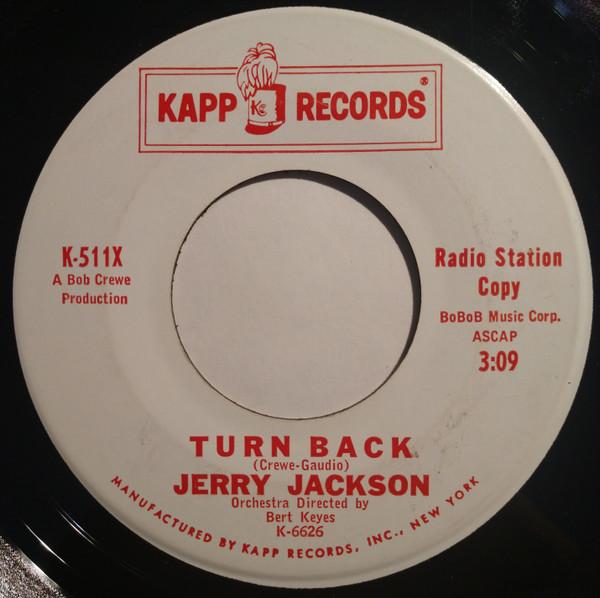 KAPP KC RECORDS®
K-511X
A Bob Crewe
Production
Radio Station
Copy
BoBoB Music Corp.
ASCAP
3:09
TURN BACK
(Crewe-Gaudio)
JERRY JACKSON
Orchestra Directed by
Bert Keyes
K-6626
MANUFACTURED BY KAPP RECORDS, INC., NEW YORK